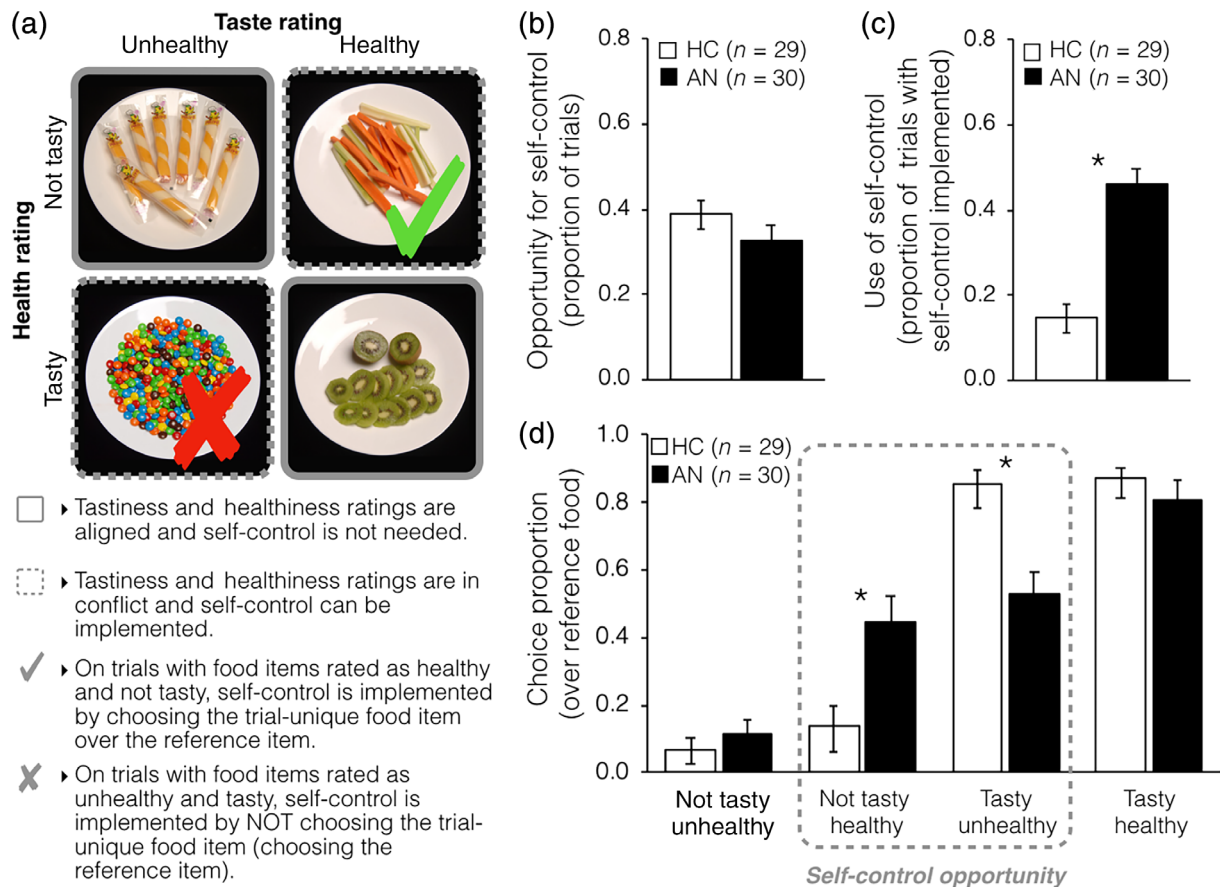 (a)
Taste rating
Unhealthy Healthy
Health rating
Not tasty
Tasty
Tastiness and healthiness ratings are
aligned and self-control is not needed.
Tastiness and healthiness ratings are in
conflict and self-control can be
implemented.
On trials with food items rated as healthy
and not tasty, self-control is implemented
by choosing the trial-unique food item
over the reference item.
On trials with food items rated as
unhealthy and tasty, self-control is
implemented by NOT choosing the trial-
unique food item (choosing the
reference item).
(b)
Opportunity for self-control
(proportion of trials)
0.8
0.6
0.4
0.2
0.0
HC (n = 29)
AN (n = 30)
(c)
Use of self-control
(proportion of trials with
self-control implemented)
0.8
0.6
0.4
0.2
0.0
HC (n = 29)
AN (n = 30)
*
(d)
Choice proportion
(over reference food)
1.0
0.8
0.6
0.4
0.2
0.0
HC (n = 29)
AN (n = 30)
*
*
Not tasty
unhealthy
Not tasty
healthy
Tasty
unhealthy
Tasty
healthy
Self-control opportunity